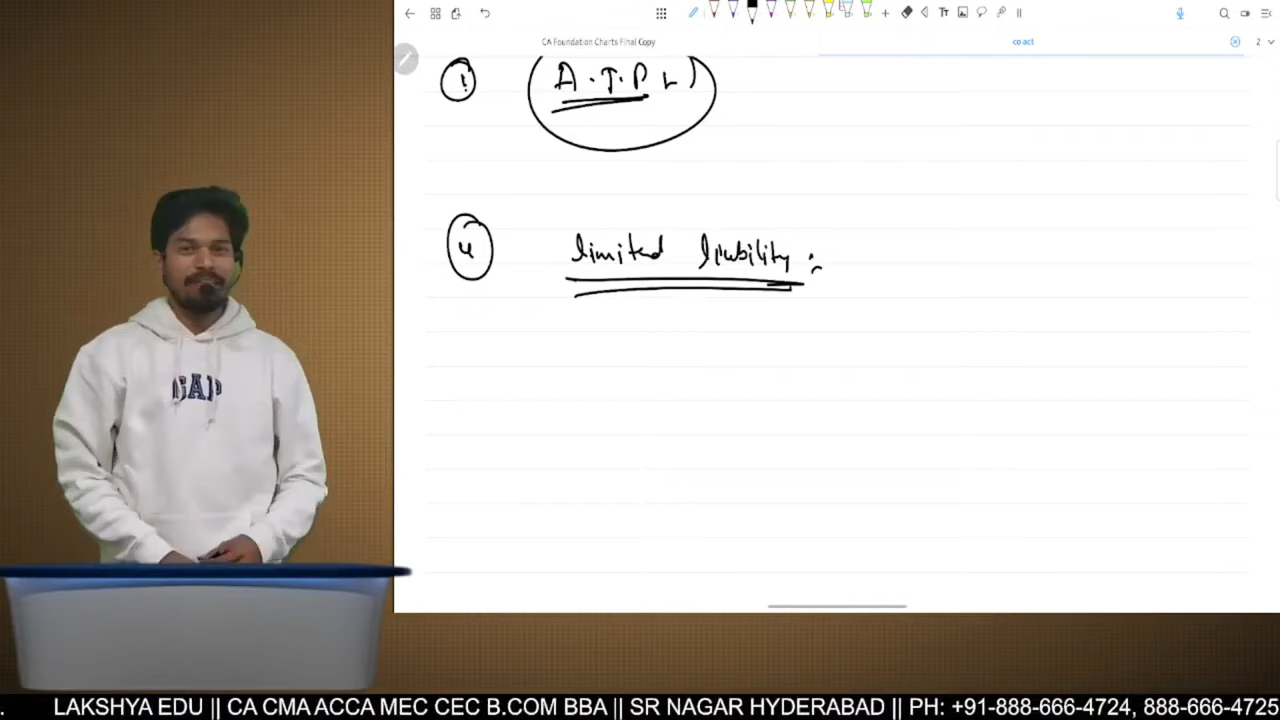 CA Foundation Charts Final Copy
co act
2
A.T.P
4 limited liability :-
GAP
LAKSHYA EDU || CA CMA ACCA MEC CEC B.COM BBA || SR NAGAR HYDERABAD || PH: +91-888-666-4724, 888-666-4725